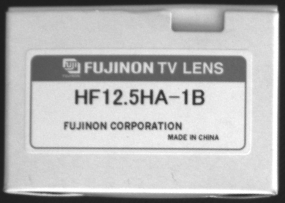 FUJINON TV LENS
HF12.5HA-1B
FUJINON CORPORATION
MADE IN CHINA